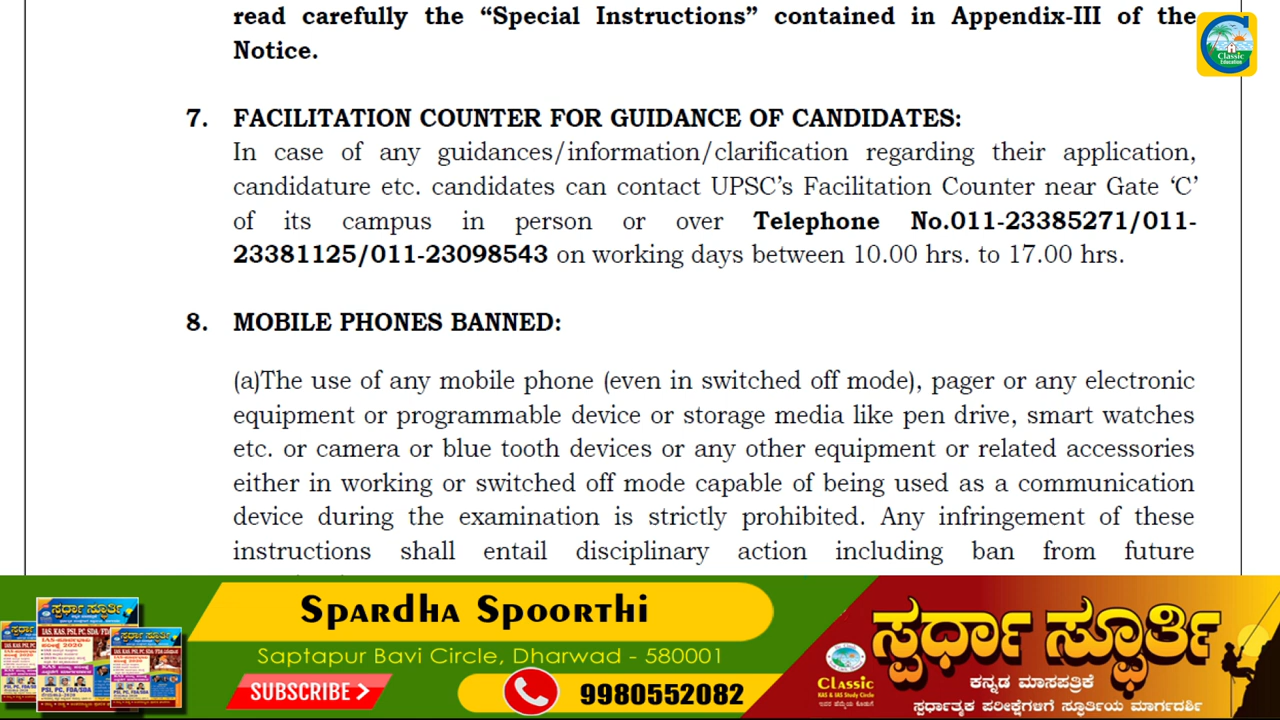 read carefully the “Special Instructions” contained in Appendix-III of the
Notice.
Classic
Education
7. FACILITATION COUNTER FOR GUIDANCE OF CANDIDATES:
In case of any guidances/information/clarification regarding their application,
candidature etc. candidates can contact UPSC’s Facilitation Counter near Gate ‘C’
of its campus in person or over Telephone No.011-23385271/011-
23381125/011-23098543 on working days between 10.00 hrs. to 17.00 hrs.
8. MOBILE PHONES BANNED:
(a)The use of any mobile phone (even in switched off mode), pager or any electronic
equipment or programmable device or storage media like pen drive, smart watches
etc. or camera or blue tooth devices or any other equipment or related accessories
either in working or switched off mode capable of being used as a communication
device during the examination is strictly prohibited. Any infringement of these
instructions shall entail disciplinary action including ban from future
Spardha Spoorthi
Saptapur Bavi Circle, Dharwad - 580001
SUBSCRIBE >
9980552082
Classic
KAS & IAS Study Circle
ಸ್ಪರ್ಧಾ ಸ್ಫೂರ್ತಿ
ಕನ್ನಡ ಮಾಸಪತ್ರಿಕೆ
ಸ್ಪರ್ಧಾತ್ಮಕ ಪರೀಕ್ಷೆಗಳಿಗೆ ಸ್ಫೂರ್ತಿಯ ಮಾರ್ಗದರ್ಶಿ